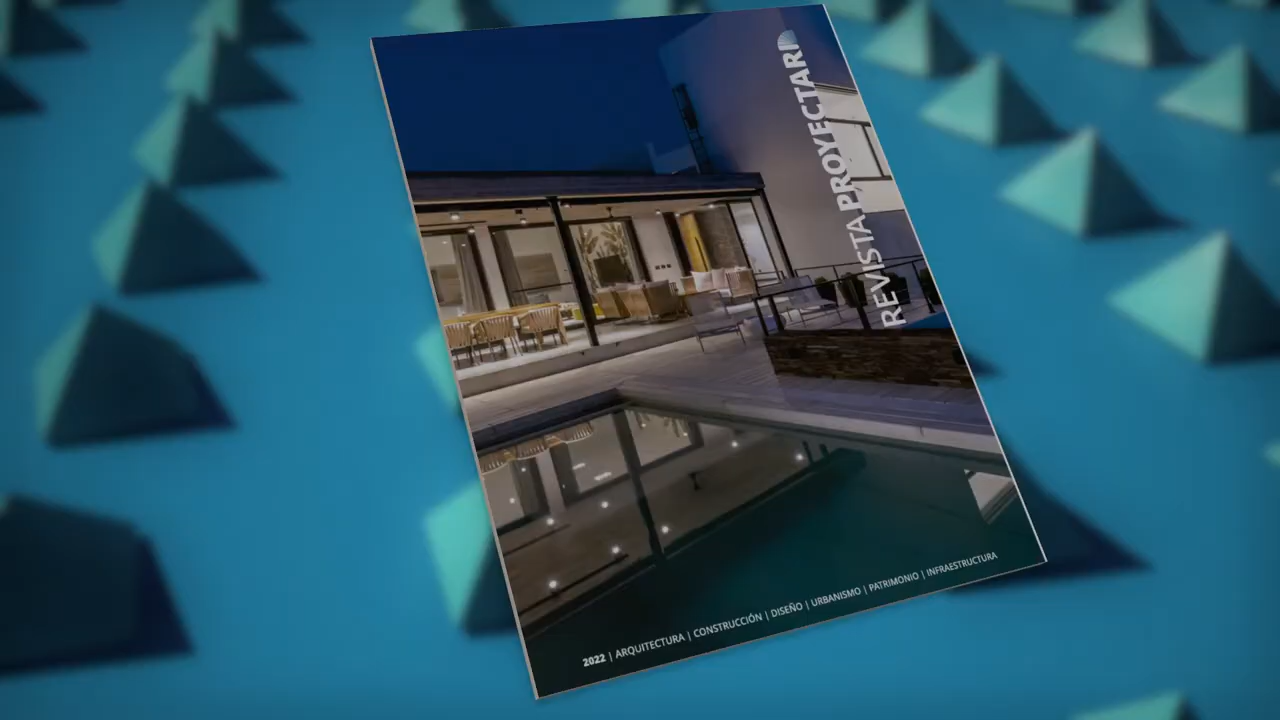 REVISTA PROYECTAR
2022 | ARQUITECTURA | CONSTRUCCIÓN | DISEÑO | URBANISMO | PATRIMONIO | INFRAESTRUCTURA